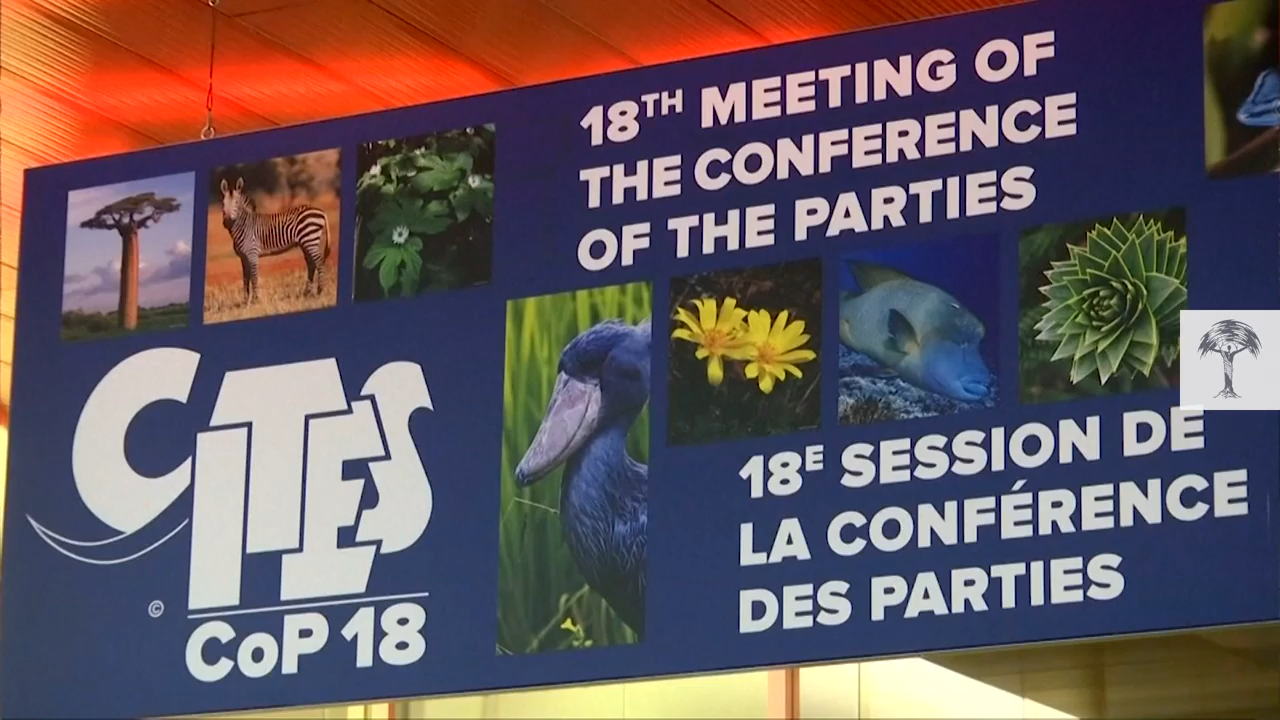 18TH MEETING OF
THE CONFERENCE
OF THE PARTIES
CITES
©
CoP 18
18E SESSION DE
LA CONFÉRENCE
DES PARTIES